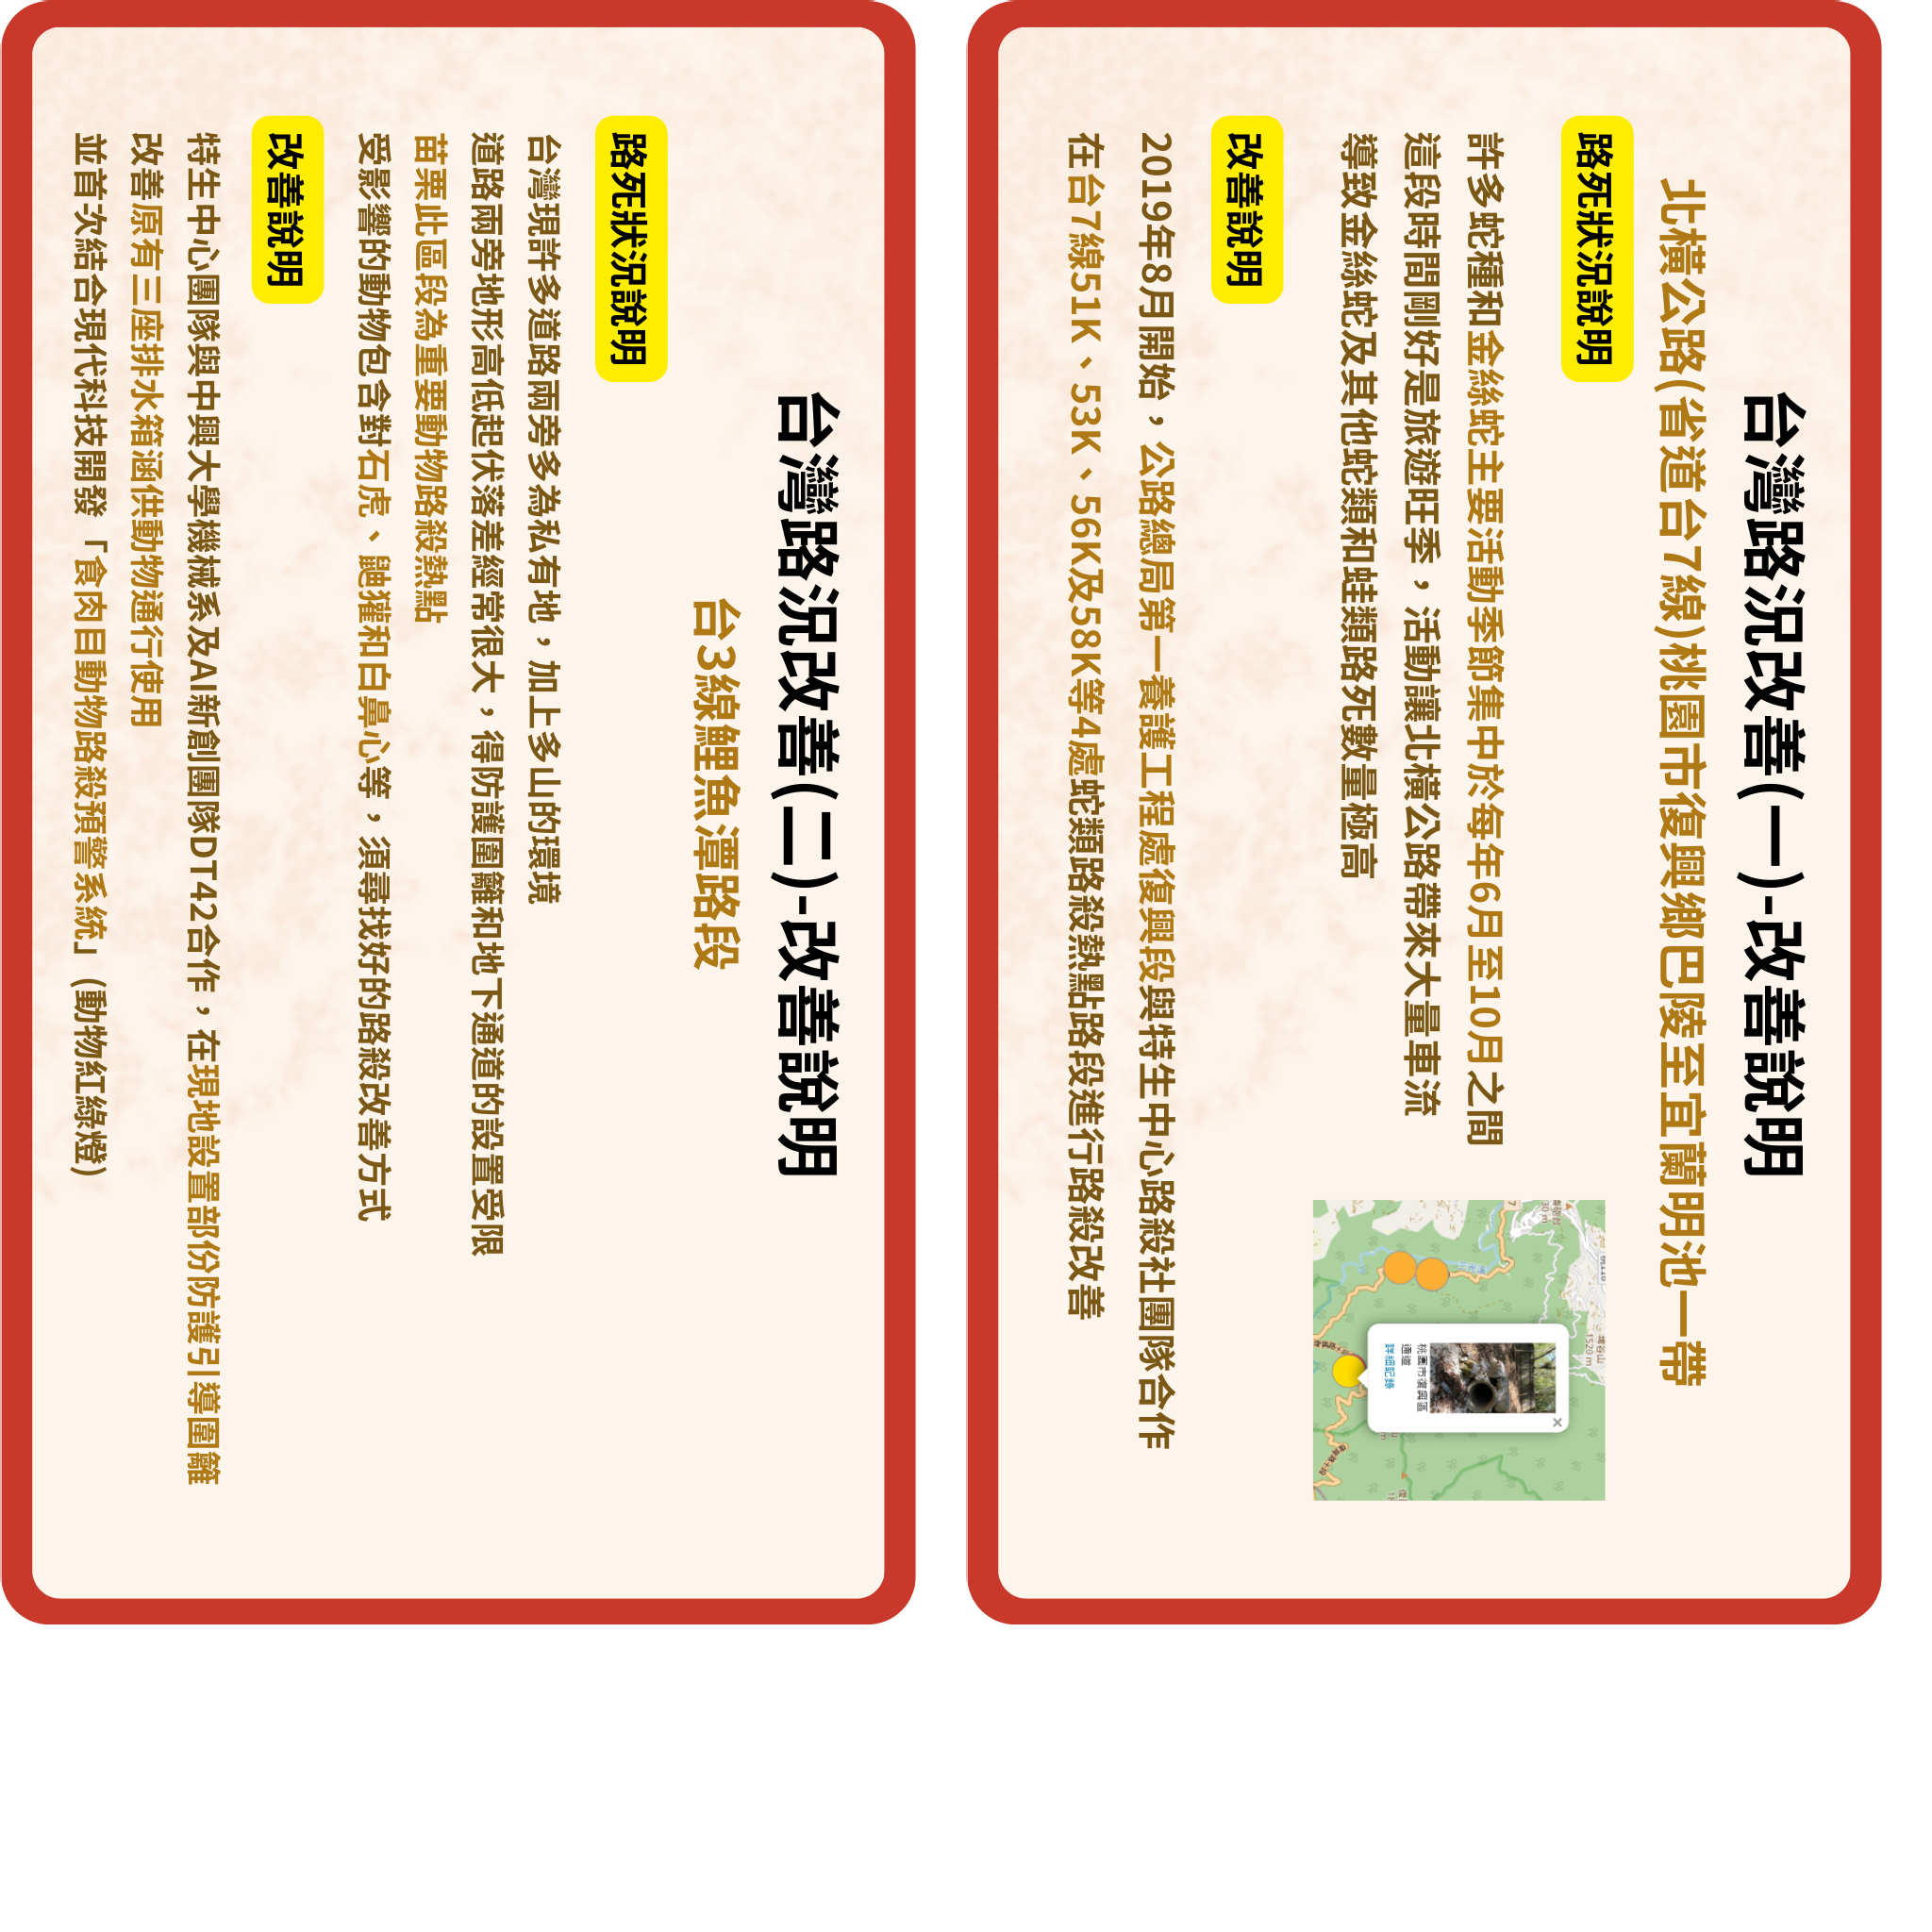 台灣路況改善(一)-改善說明
北橫公路(省道台7線)桃園市復興鄉巴陵至宜蘭明池一帶
路死狀況說明
許多蛇種和金絲蛇主要活動季節集中於每年6月至10月之間
這段時間剛好是旅遊旺季，活動讓北橫公路帶來大量車流
導致金絲蛇及其他蛇類和蛙類路死數量極高
桃園市復興區
通道
詳細記錄
×
1520 m
改善說明
2019年8月開始，公路總局第一養護工程處復興段與特生中心路殺社團隊合作
在台7線51K、53K、56K及58K等4處蛇類路殺熱點路段進行路殺改善
台灣路況改善(二)-改善說明
台3線鯉魚潭路段
路死狀況說明
台灣現許多道路兩旁多為私有地，加上多山的環境
道路兩旁地形高低起伏落差經常很大，得防護圍籬和地下通道的設置受限
苗栗此區段為重要動物路殺熱點
受影響的動物包含對石虎、鼬獾和白鼻心等，須尋找好的路殺改善方式
改善說明
特生中心團隊與中興大學機械系及AI新創團隊DT42合作，在現地設置部份防護引導圍籬
改善原有三座排水箱涵供動物通行使用
並首次結合現代科技開發「食肉目動物路殺預警系統」(動物紅綠燈)